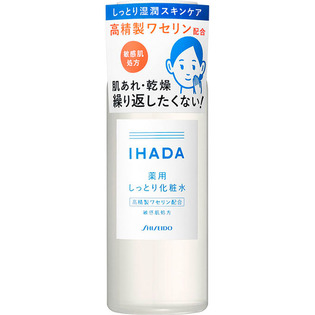 しっとり湿潤スキンケア
高精製ワセリン配合
敏感肌
処方
肌あれ・乾燥
繰り返したくない!
IHADA
薬用
しっとり化粧水
高精製ワセリン配合
敏感肌処方
SHISEIDO